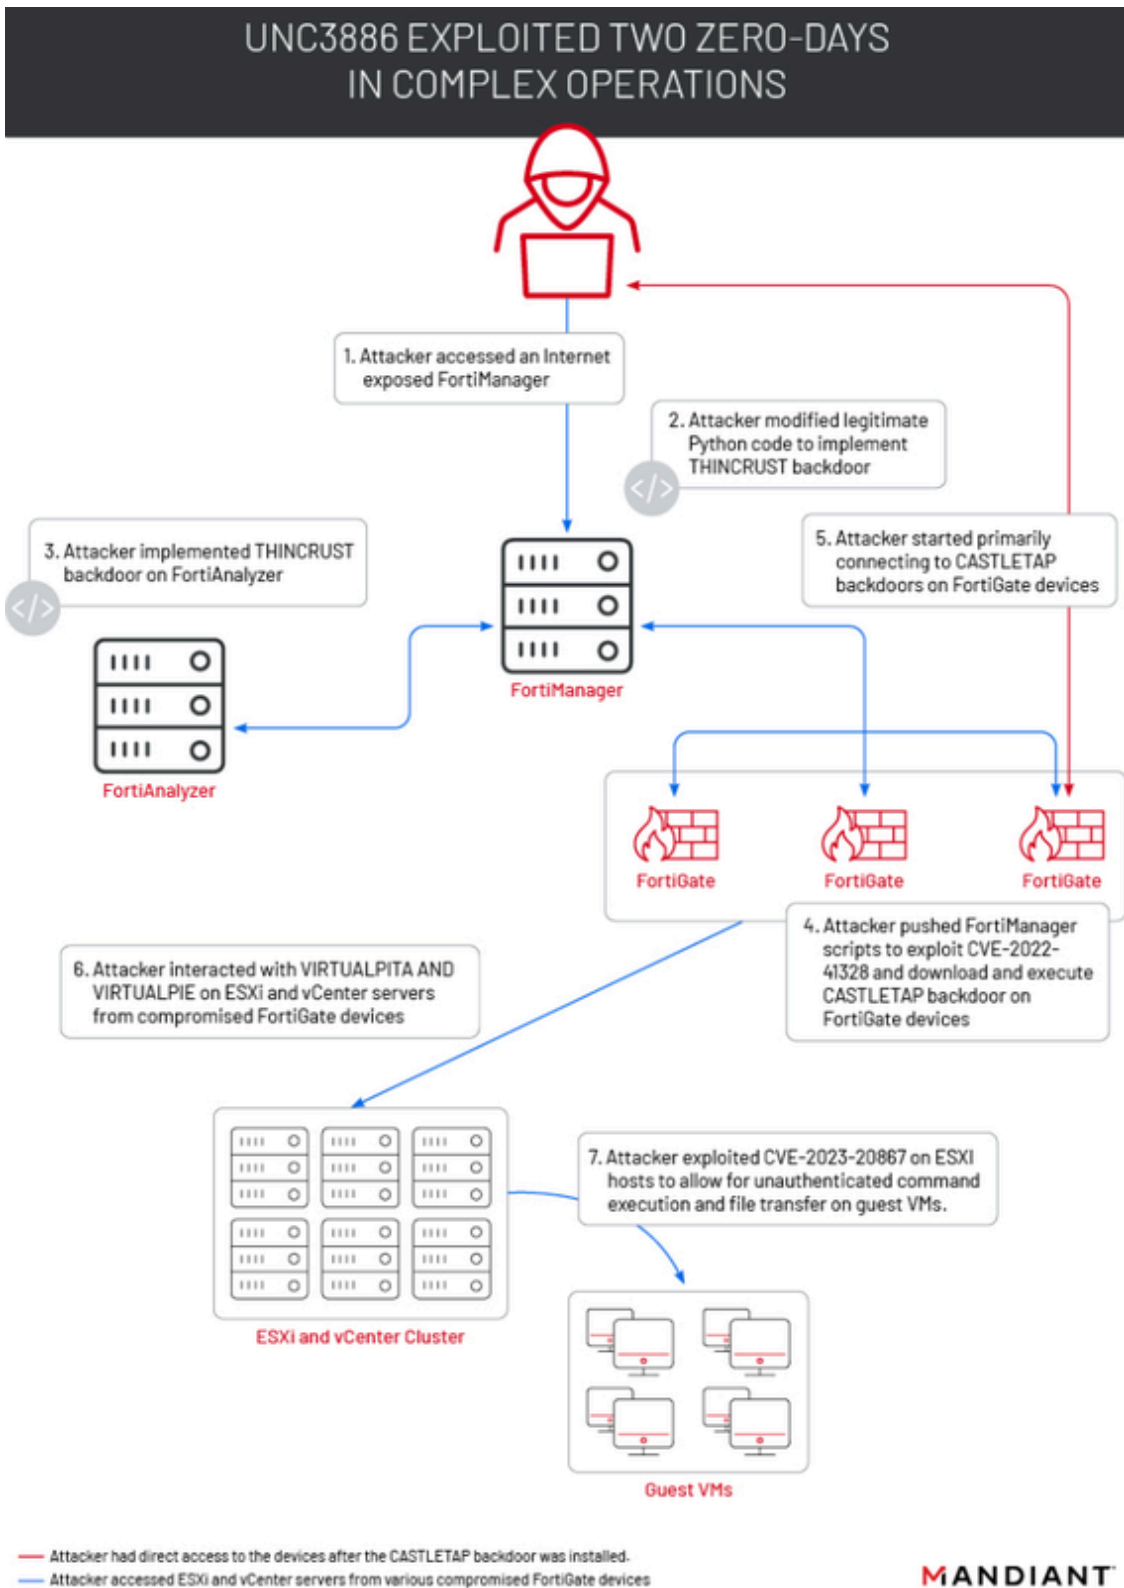 UNC3886 EXPLOITED TWO ZERO-DAYS
IN COMPLEX OPERATIONS
1. Attacker accessed an Internet
exposed FortiManager
2. Attacker modified legitimate
Python code to implement
THINCRUST backdoor
</>
3. Attacker implemented THINCRUST
backdoor on FortiAnalyzer
</>
5. Attacker started primarily
connecting to CASTLETAP
backdoors on FortiGate devices
FortiManager
FortiAnalyzer
FortiGate
FortiGate
FortiGate
4. Attacker pushed FortiManager
scripts to exploit CVE-2022-
41328 and download and execute
CASTLETAP backdoor on
FortiGate devices
6. Attacker interacted with VIRTUALPITA AND
VIRTUALPIE on ESXi and vCenter servers
from compromised FortiGate devices
7. Attacker exploited CVE-2023-20867 on ESXI
hosts to allow for unauthenticated command
execution and file transfer on guest VMs.
ESXi and vCenter Cluster
Guest VMs
Attacker had direct access to the devices after the CASTLETAP backdoor was installed.
Attacker accessed ESXi and vCenter servers from various compromised FortiGate devices
MANDIANT